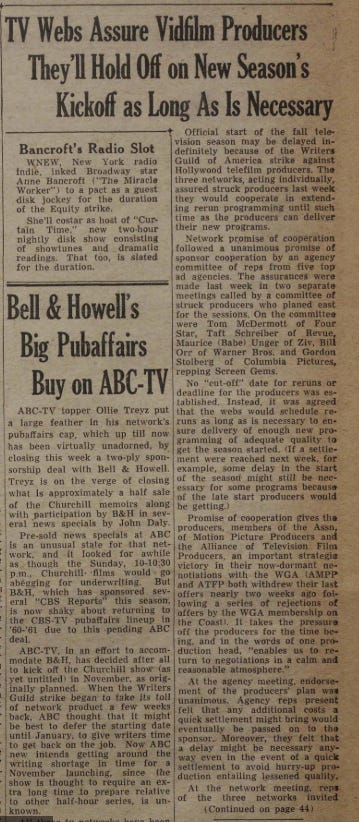 TV Webs Assure Vidfilm Producers
They'll Hold Off on New Season's
Kickoff as Long As Is Necessary
Bancroft's Radio Slot
WNEW, New York radio
indie, inked Broadway star
Anne Bancroft ("The Miracle
Worker") to a pact as a guest
disk jockey for the duration
of the Equity strike.
She'll costar as host of "Cur-
tain Time," new two-hour
nightly disk show consisting
of showtunes and dramatic
readings. That too, is slated
for the duration.
Bell & Howell's
Big Pubaffairs
Buy on ABC-TV
ABC-TV topper Ollie Treyz put
a large feather in his network's
pubaffairs cap, which up till now
has been virtually unadorned, by
closing this week a two-ply spon-
sorship deal with Bell & Howell.
Treyz is on the verge of closing
what is approximately a half sale
of the Churchill memoirs along
with participation by B&H in sev-
eral news specials by John Daly.
Pre-sold news specials at ABC
is an unusual state for that net-
work, and it looked for awhile
as though the Sunday, 10-10:30
p.m., Churchill films would go
abegging for underwriting. But
B&H, which has sponsored sev-
eral "CBS Reports" this season,
is now shaky about returning to
the CBS-TV pubaffairs lineup in
'60-'61 due to this pending ABC
deal.
ABC-TV, in an effort to accom-
modate B&H, has decided after all
to kick off the Churchill show (as
yet untitled) in November, as orig-
inally planned. When the Writers
Guild strike began to take its toll
of network product a few weeks
back, ABC thought that it might
be best to defer the starting date
until January, to give writers time
to get back on the job. Now ABC
new intends getting around the
writing shortage in time for a
November launching, since the
show is thought to require an ex-
tra long time to prepare relative
to other half-hour series, is un-
known.
Official start of the fall tele-
vision season may be delayed in-
definitely because of the Writers
Guild of America strike against
Hollywood telefilm producers. The
three networks, acting individually,
assured struck producers last week
they would cooperate in extend-
ing rerun programming until such
time as the producers can deliver
their new programs.
Network promise of cooperation
followed a unanimous promise of
sponsor cooperation by an agency
committee of reps from five top
ad agencies. The assurances were
made last week in two separate
meetings called by a committee of
struck producers who planed east
for the sessions. On the committee
were Tom McDermott of Four
Star, Taft Schreiber of Revue,
Maurice (Babe) Unger of Ziv, Bill
Orr of Warner Bros. and Gordon
Stolberg of Columbia Pictures,
repping Screen Gems.
No "cut-off" date for reruns or
deadline for the producers was es-
tablished. Instead, it was agreed
that the webs would schedule re-
runs as long as is necessary to en-
sure delivery of enough new pro-
gramming of adequate quality to
get the season started. (If a settle-
ment were reached next week, for
example, some delay in the start
of the season might still be nec-
essary for some programs because
of the late start producers would
be getting.)
Promise of cooperation gives the
producers, members of the Assn.
of Motion Picture Producers and
the Alliance of Television Film
Producers, an important strategic
victory in their now-dormant ne-
gotiations with the WGA (AMPP
and ATFP both withdrew their last
offers nearly two weeks ago fol-
lowing a series of rejections of
offers by the WGA membership on
the Coast). It takes the pressure
off the producers for the time be-
ing, and in the words of one pro-
duction head, "enables us to re-
turn to negotiations in a calm and
reasonable atmosphere."
At the agency meeting, endorse-
ment of the producers' plan was
unanimous. Agency reps present
felt that any additional costs a
quick settlement might bring would
eventually be passed on to the
sponsor. Moreover, they felt that
a delay might be necessary any-
way even in the event of a quick
settlement to avoid hurry-up pro-
duction entailing lessened quality.
At the network meeting, reps
of the three networks invited
(Continued on page 44)